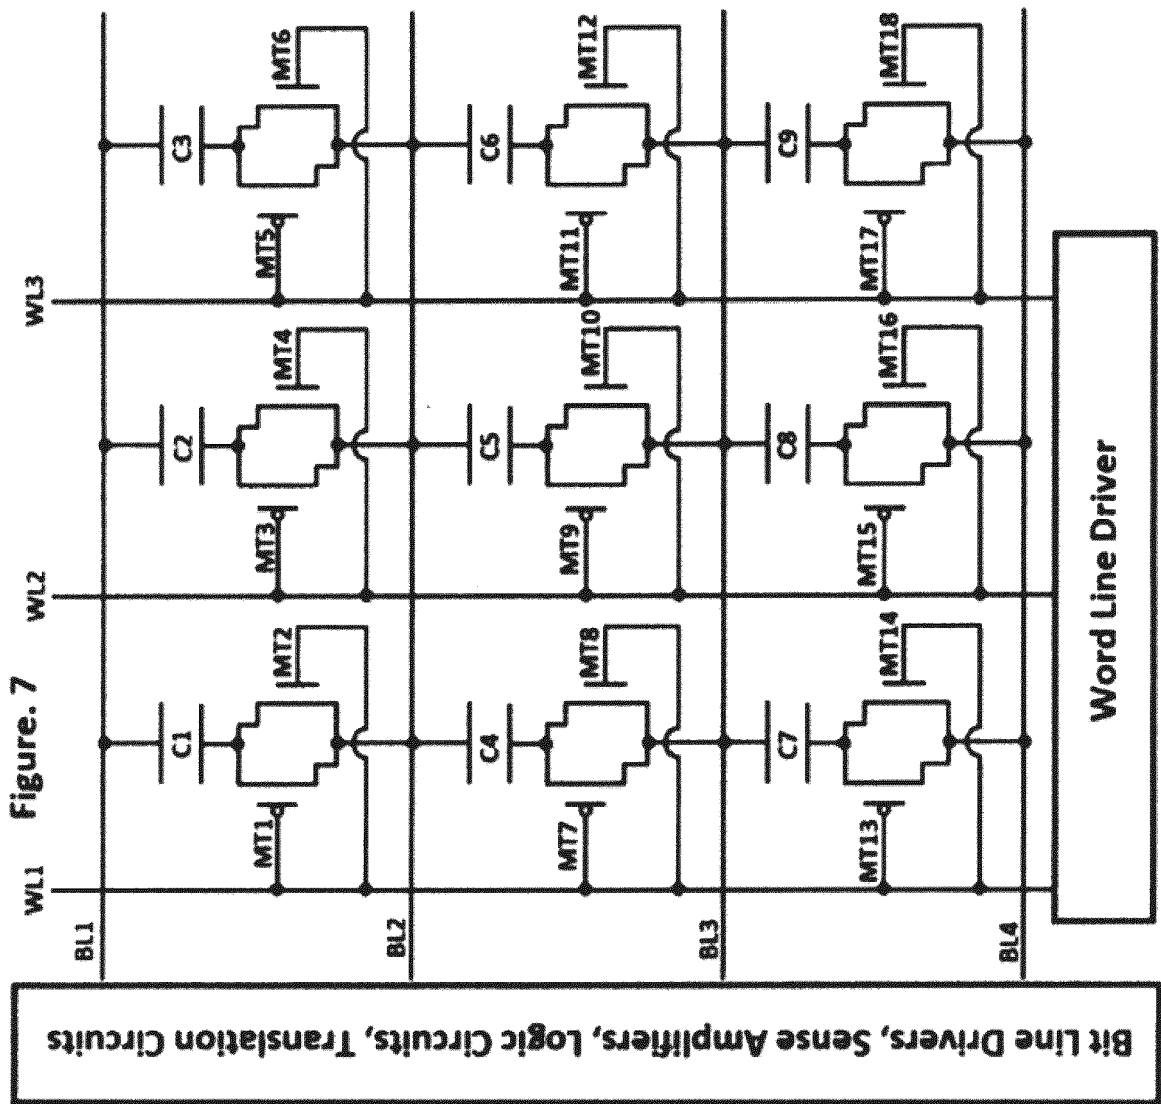 Figure. 7
WL1
WL2
WL3
BL1
C1
C2
C3
MT1
MT2
MT3
MT4
MT5
MT6
BL2
C4
C5
C6
MT7
MT8
MT9
MT10
MT11
MT12
BL3
C7
C8
C9
MT13
MT14
MT15
MT16
MT17
MT18
BL4
Word Line Driver
Bit Line Drivers, Sense Amplifiers, Logic Circuits, Translation Circuits